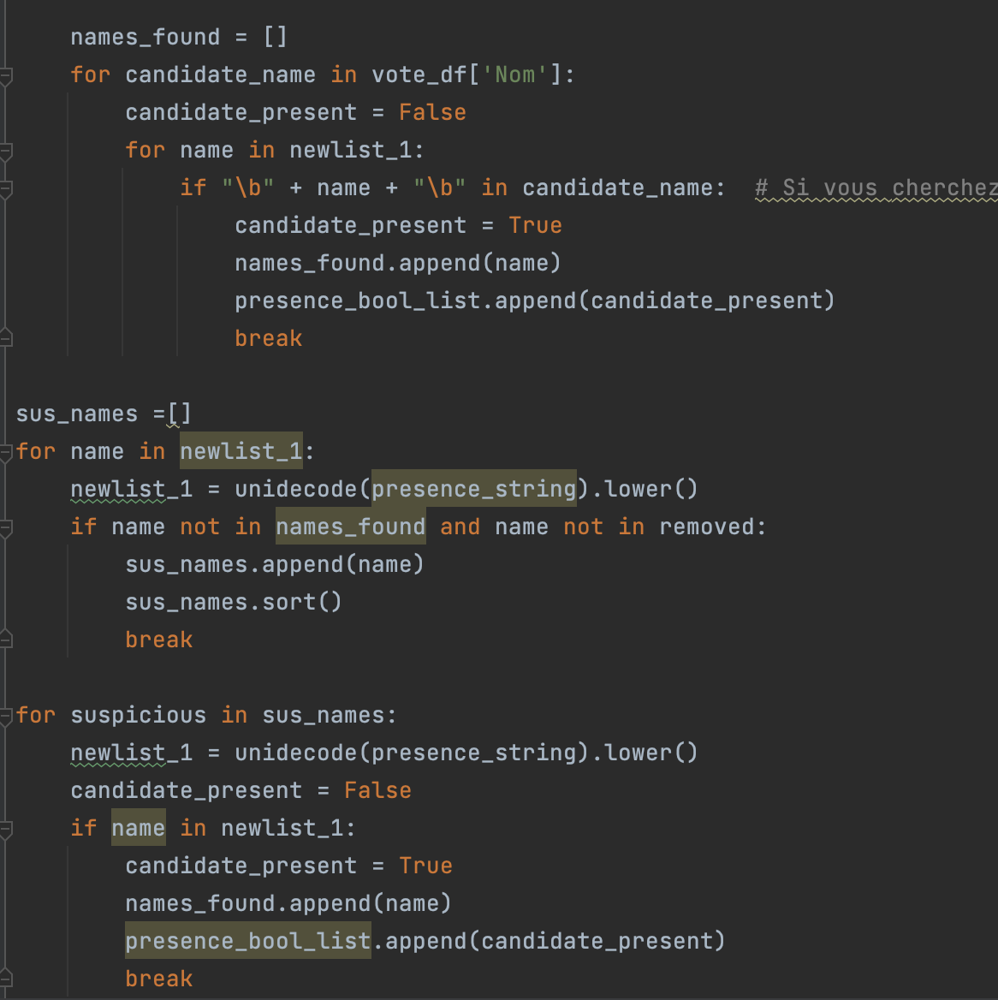 names_found = []
for candidate_name in vote_df['Nom']:
candidate_present = False
for name in newlist_1:
if "\b" + name + "\b" in candidate_name:  # Si vous cherchez
candidate_present = True
names_found.append(name)
presence_bool_list.append(candidate_present)
break
sus_names =[]
for name in newlist_1:
newlist_1 = unidecode(presence_string).lower()
if name not in names_found and name not in removed:
sus_names.append(name)
sus_names.sort()
break
for suspicious in sus_names:
newlist_1 = unidecode(presence_string).lower()
candidate_present = False
if name in newlist_1:
candidate_present = True
names_found.append(name)
presence_bool_list.append(candidate_present)
break